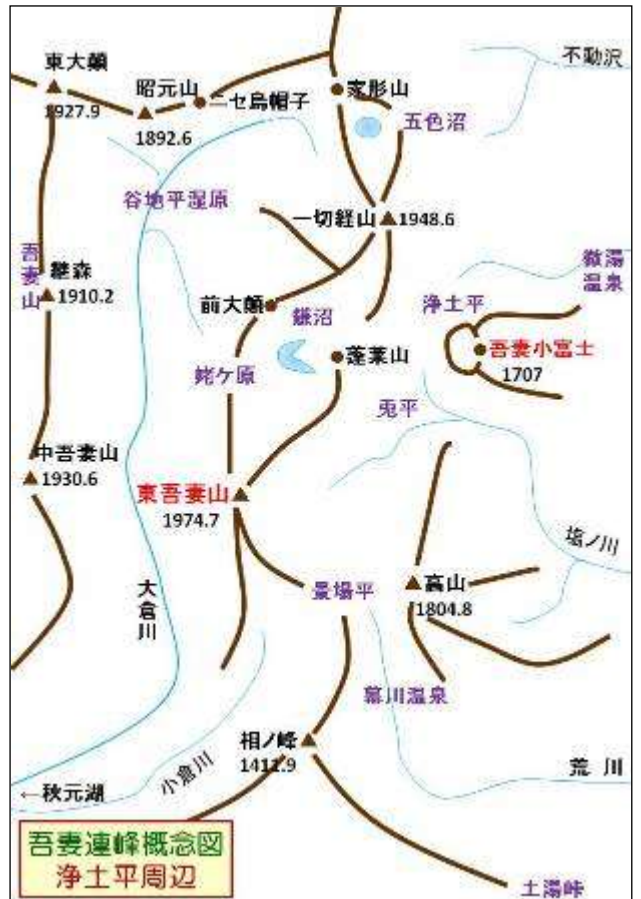 不動沢
東大巓
1927.9
昭元山
1892.6
ニセ烏帽子
家形山
五色沼
谷地平湿原
一切経山
1948.6
吾妻山
継森
1910.2
前大巓
鎌沼
浄土平
微湯
温泉
蓬莱山
吾妻小富士
1707
姥ケ原
兎平
中吾妻山
1930.6
東吾妻山
1974.7
塩ノ川
大倉川
景場平
高山
1804.8
幕川温泉
相ノ峰
1411.9
小倉川
荒川
←秋元湖
吾妻連峰概念図
浄土平周辺
土湯峠